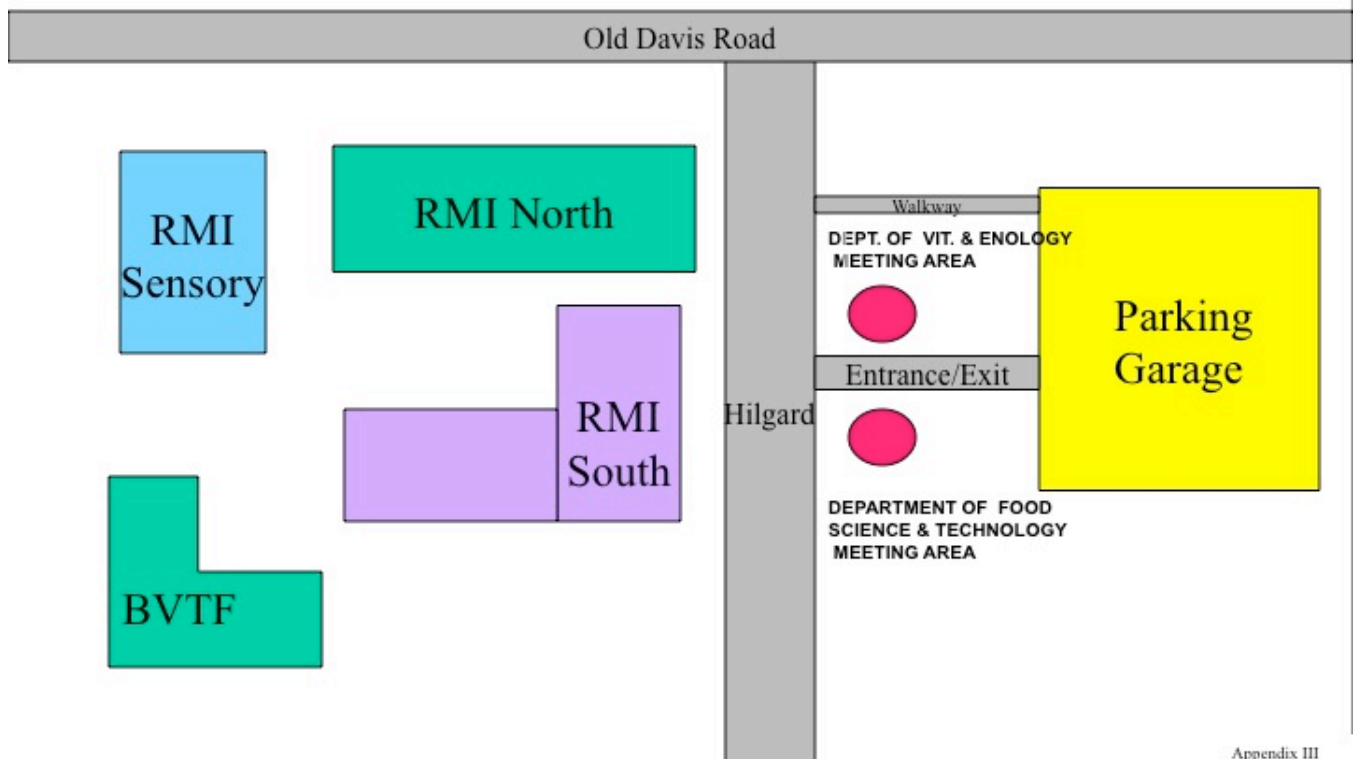 Old Davis Road
RMI
Sensory
RMI North
Walkway
DEPT. OF VIT. & ENOLOGY
MEETING AREA
Parking
Garage
Entrance/Exit
Hilgard
RMI
South
DEPARTMENT OF FOOD
SCIENCE & TECHNOLOGY
MEETING AREA
BVTF
Appendix III